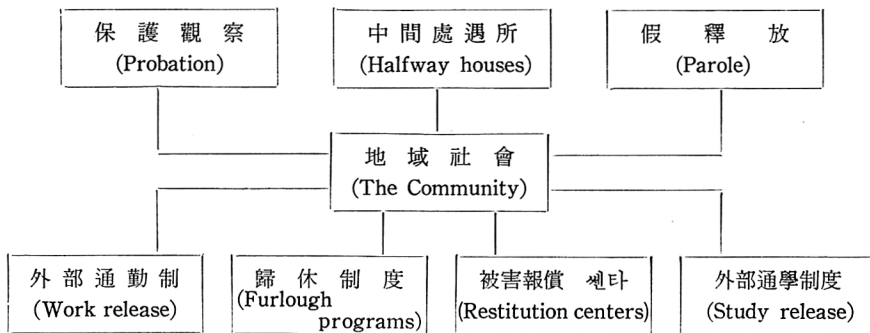 保護觀察
(Probation)
中間處遇所
(Halfway houses)
假釋放
(Parole)
地域社會
(The Community)
外部通勤制
(Work release)
歸休制度
(Furlough
programs)
被害報償 쎈타
(Restitution centers)
外部通學制度
(Study release)